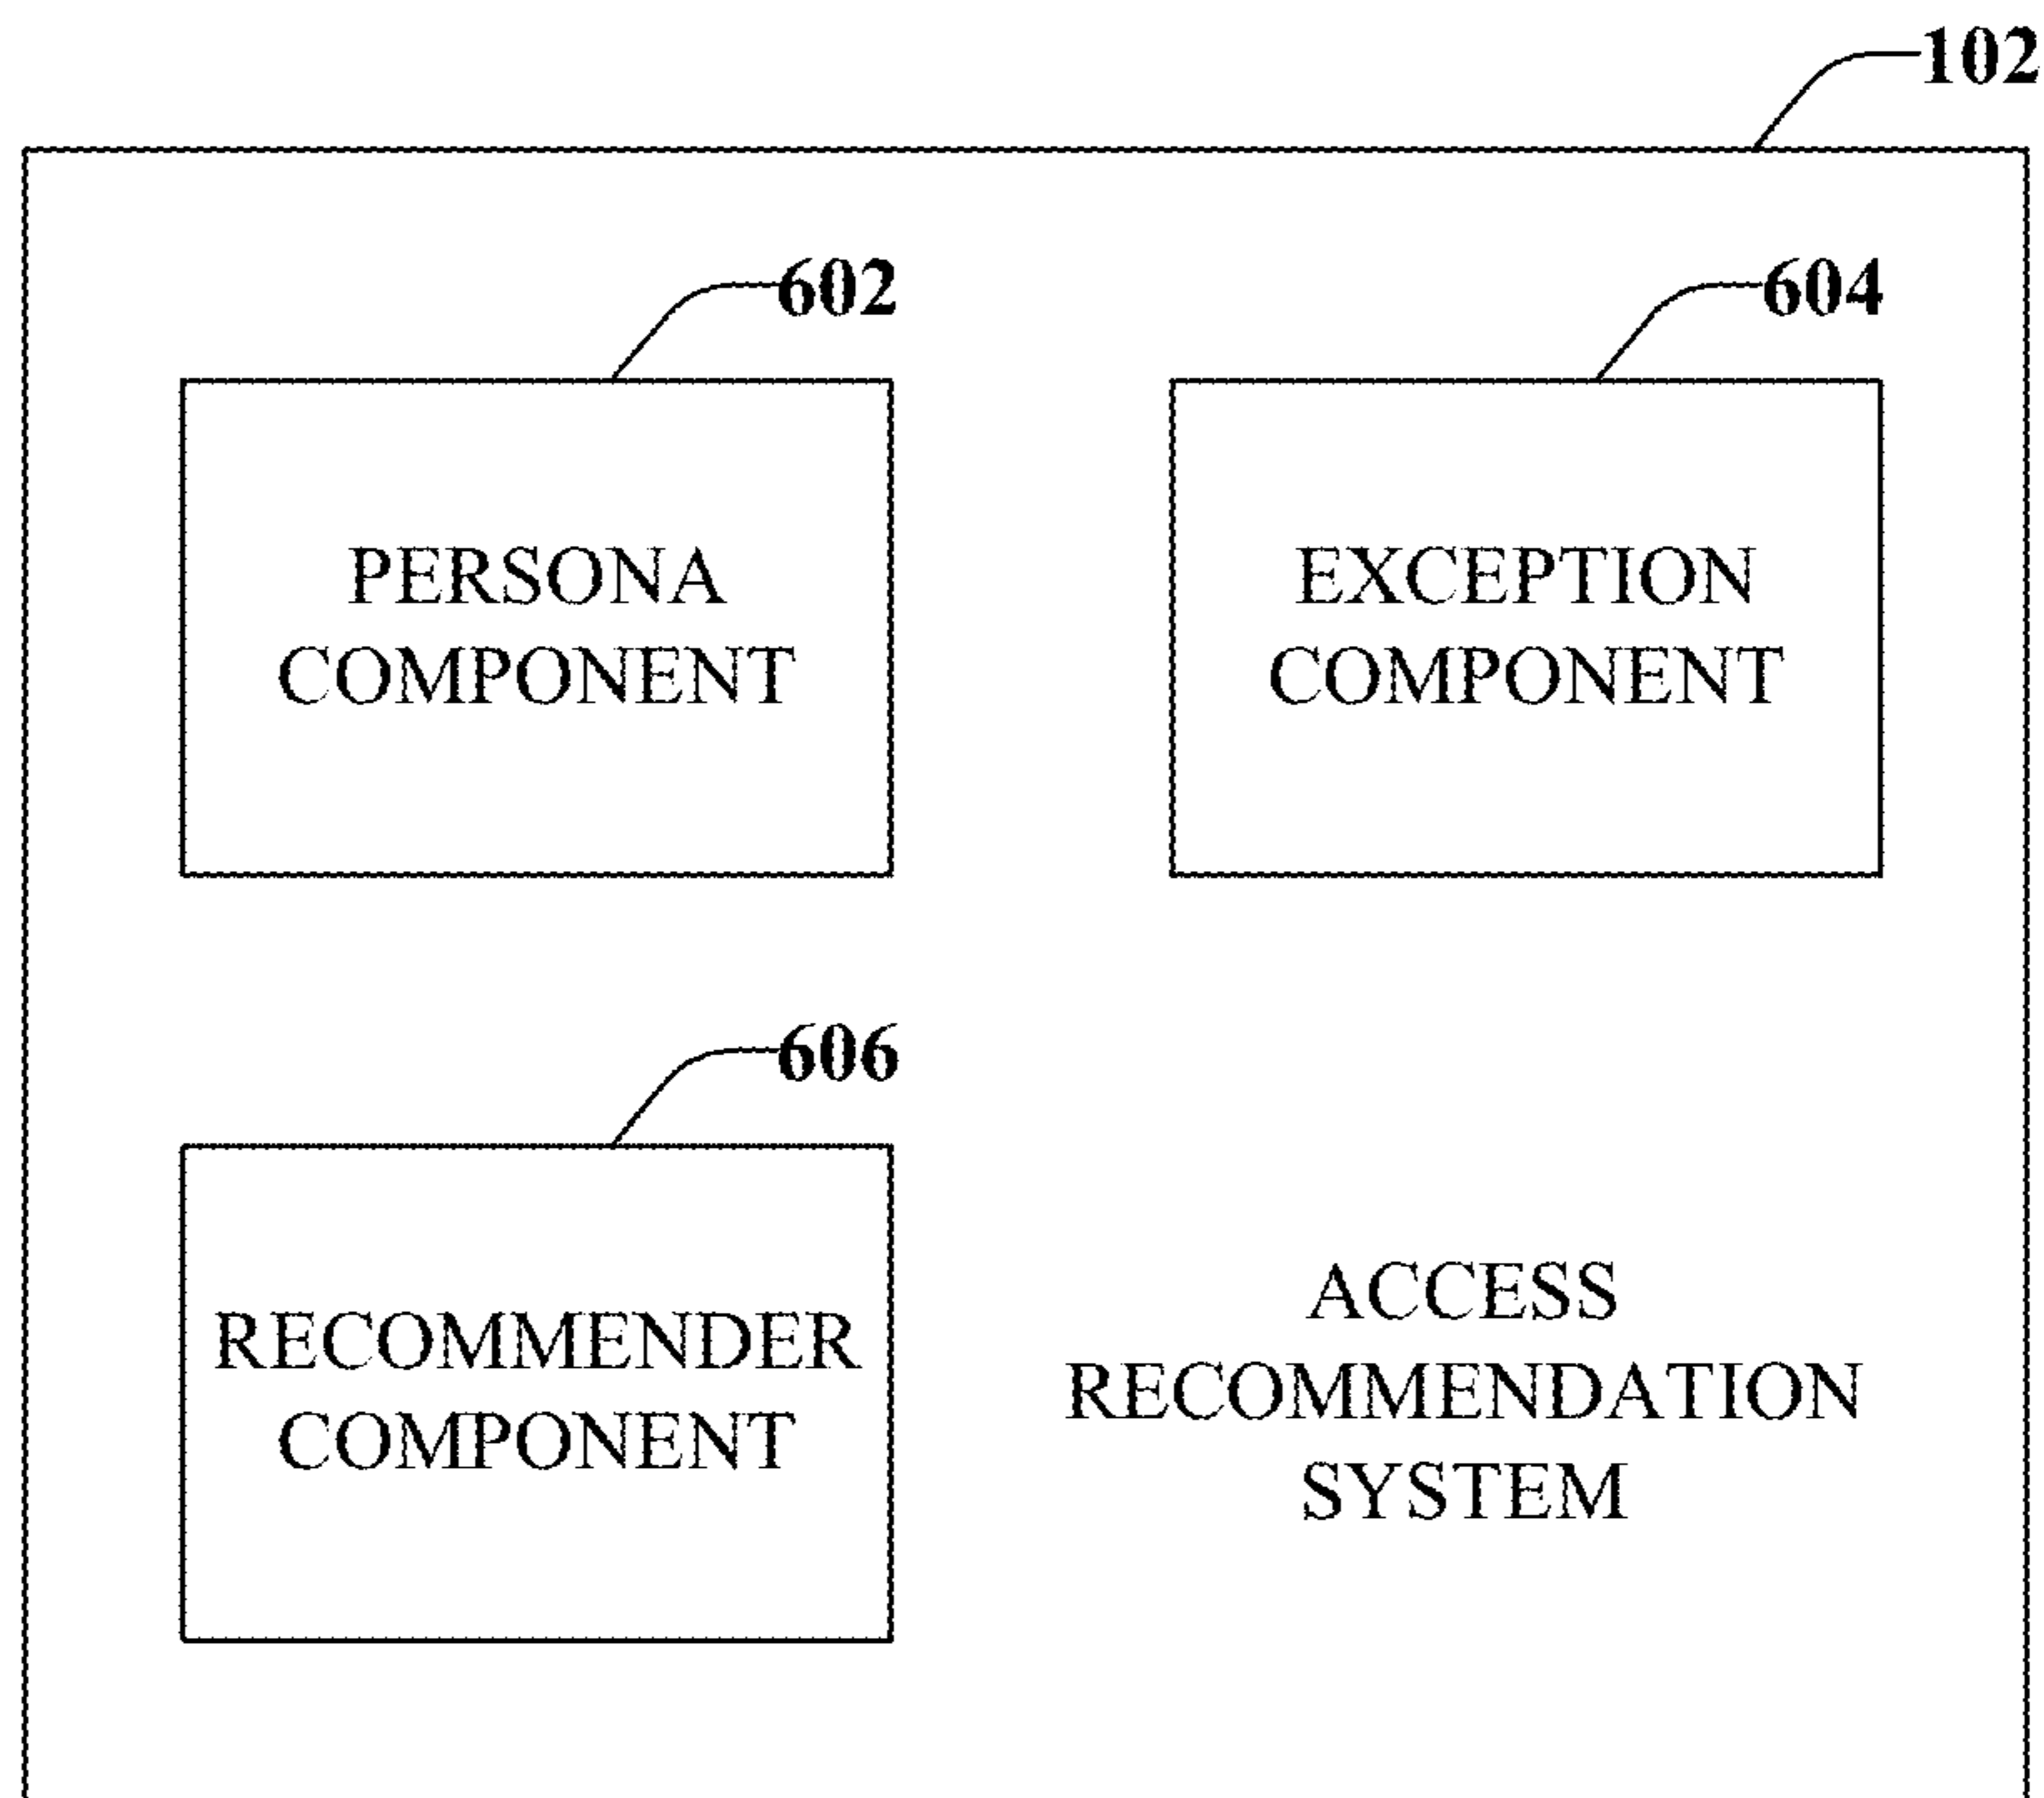 102
602
604
PERSONA
COMPONENT
EXCEPTION
COMPONENT
606
RECOMMENDER
COMPONENT
ACCESS
RECOMMENDATION
SYSTEM